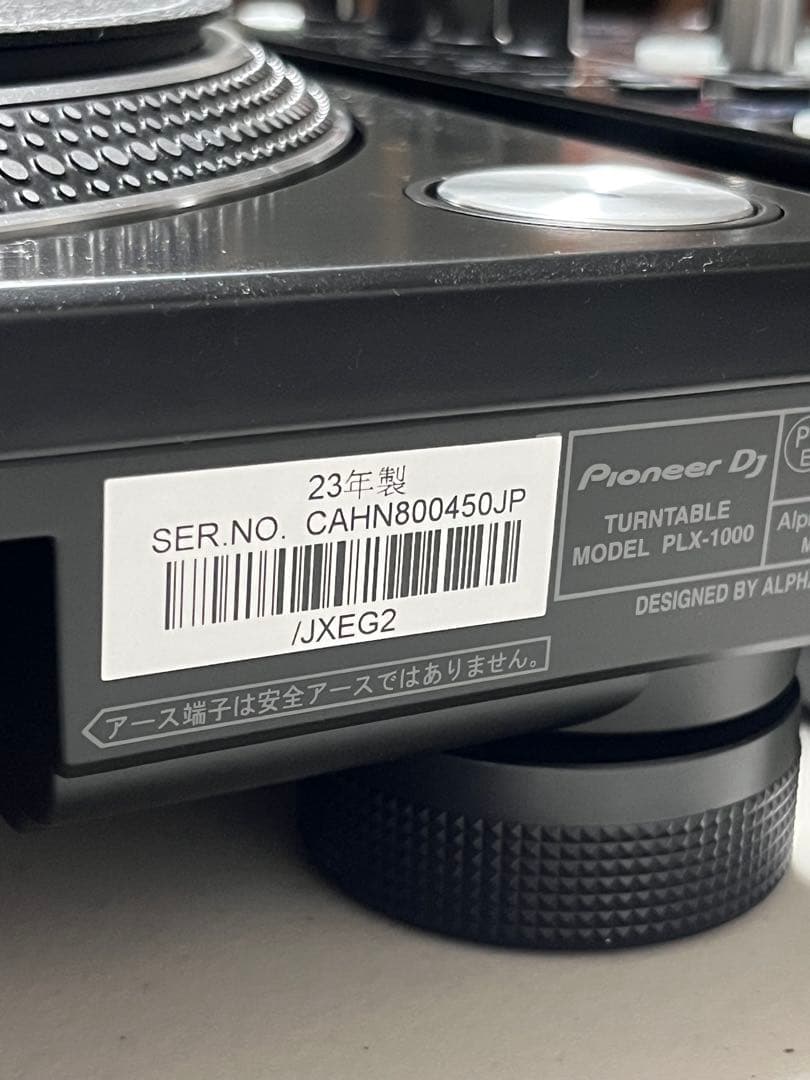 23年製
SER.NO. CAHN800450JP
/JXEG2
アース端子は安全アースではありません。
Pioneer DJ
TURNTABLE
MODEL PLX-1000
DESIGNED BY